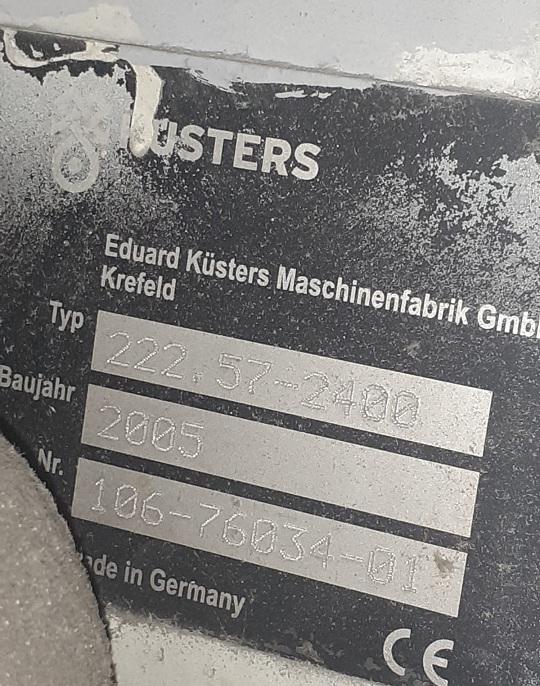 KÜSTERS
Eduard Küsters Maschinenfabrik GmbH
Krefeld
Typ 222.57-2400
Baujahr 2005
Nr. 106-76034-01
Made in Germany
CE